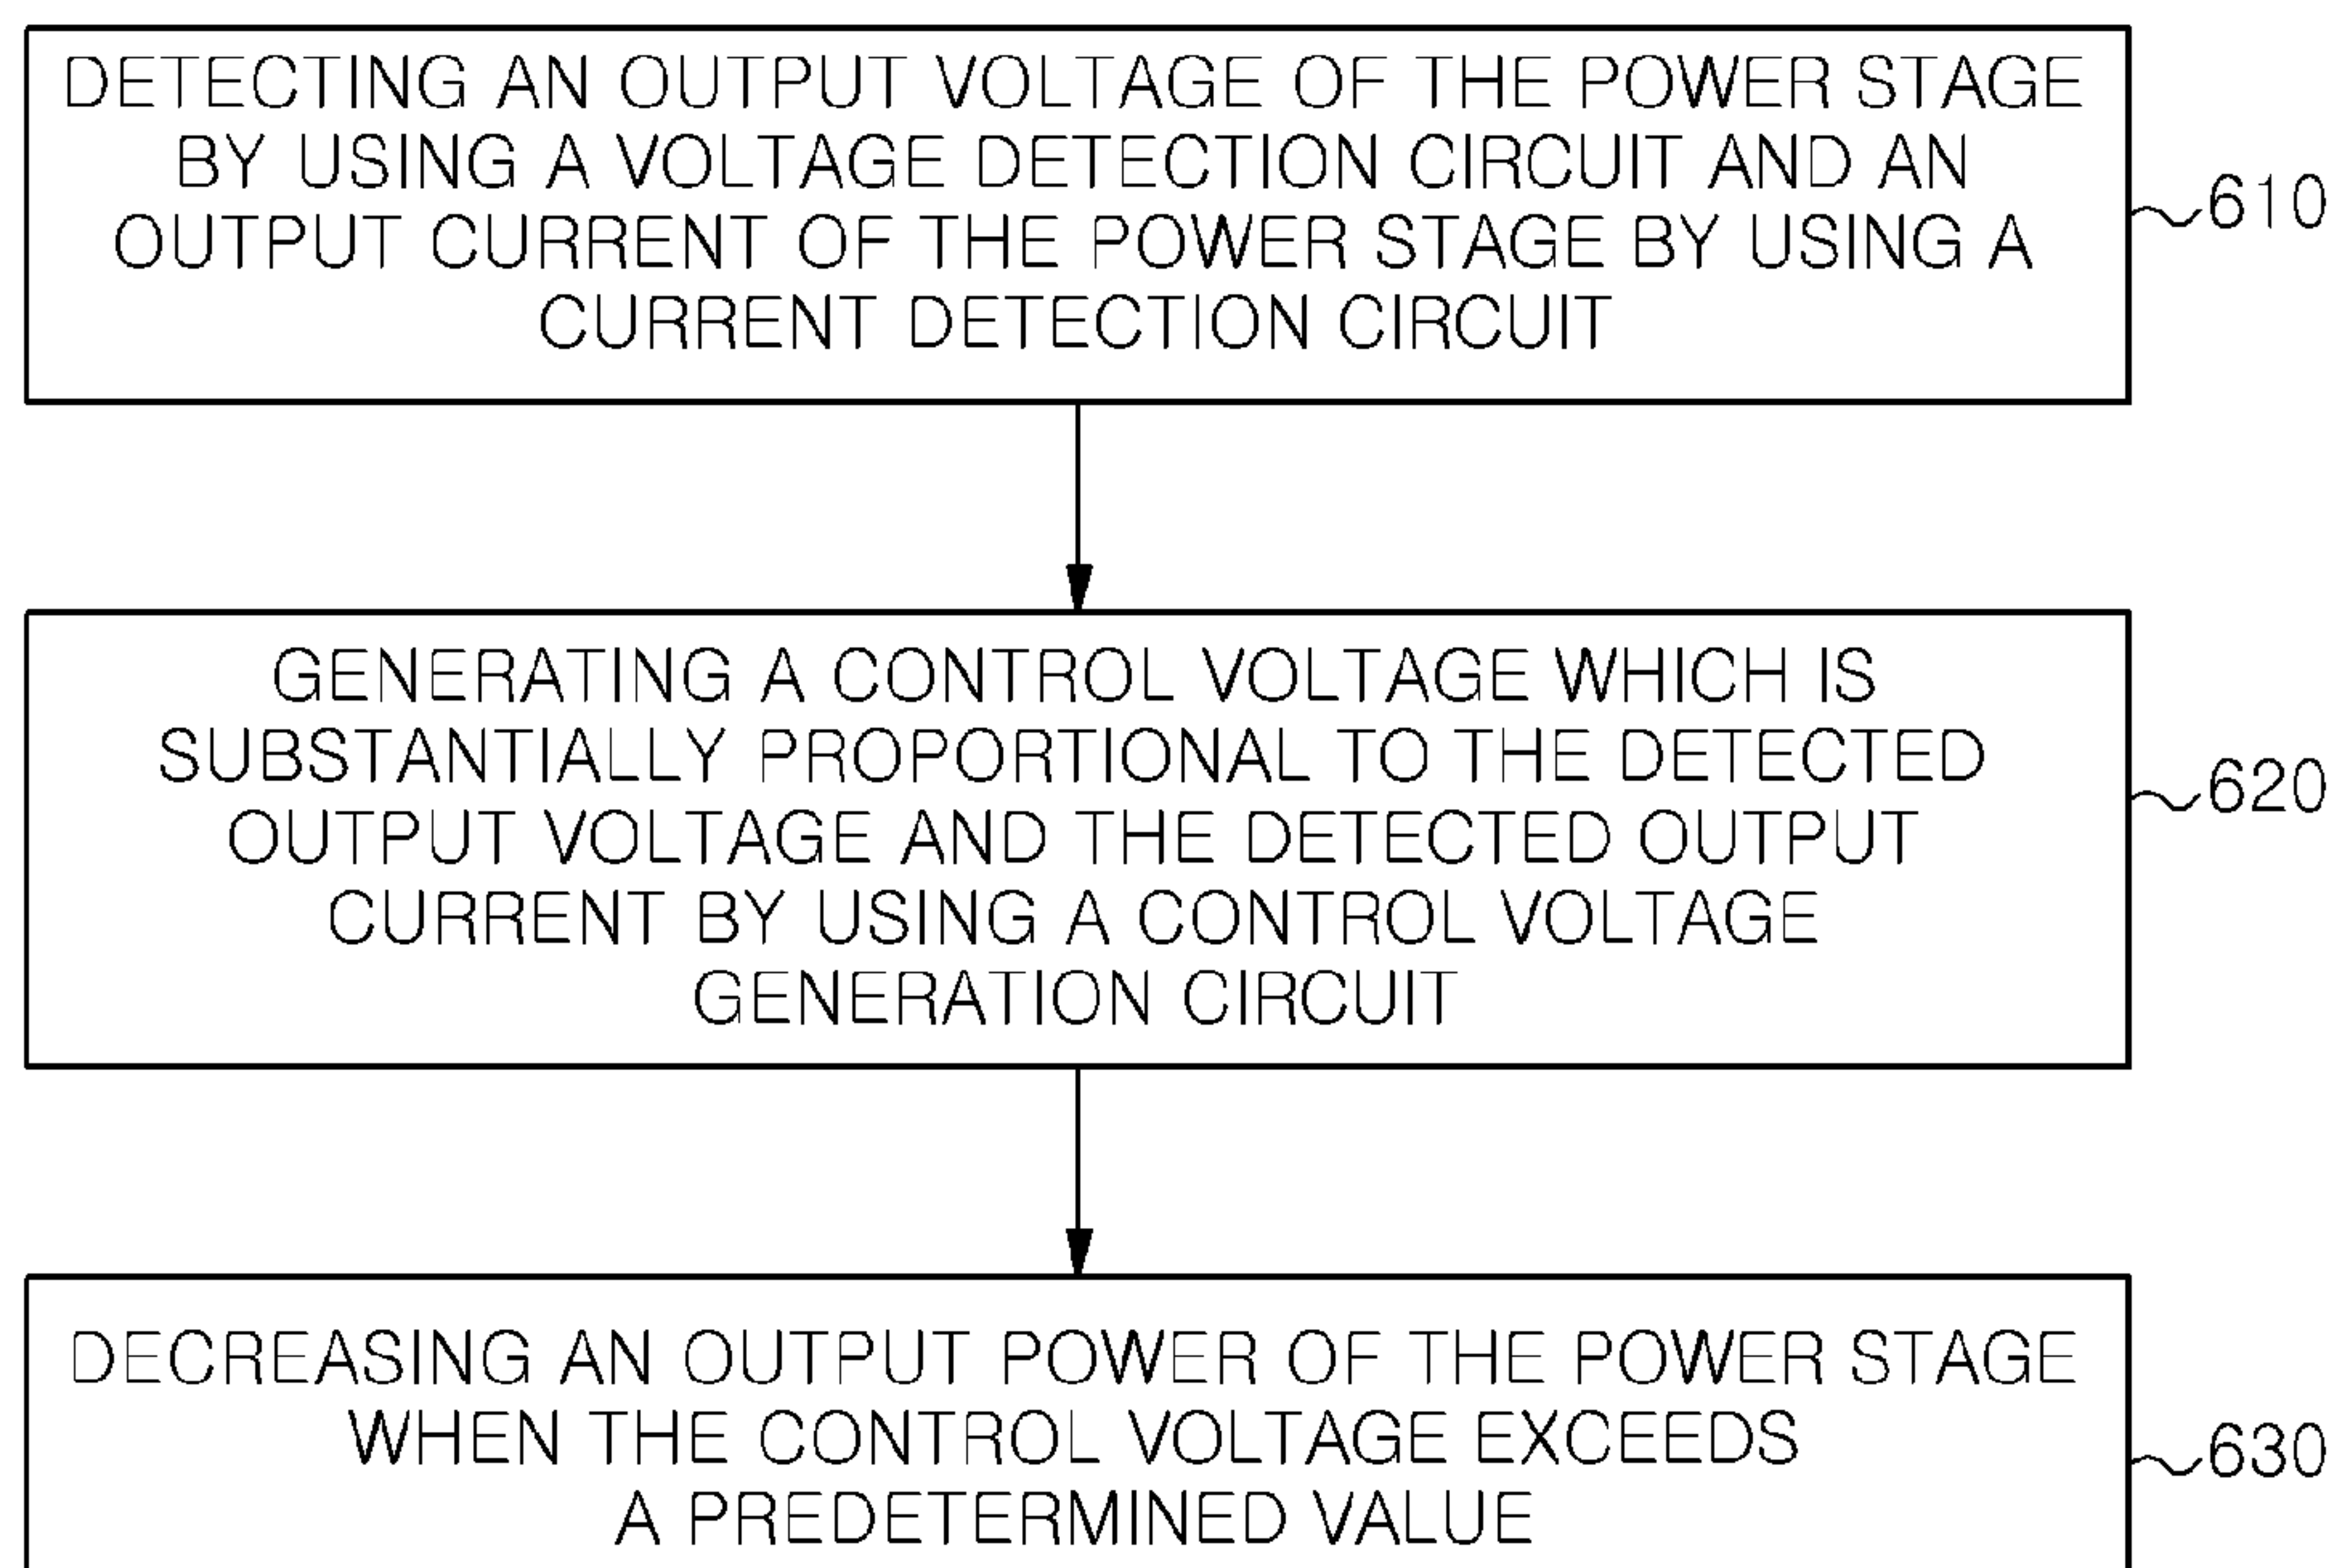 DETECTING AN OUTPUT VOLTAGE OF THE POWER STAGE
BY USING A VOLTAGE DETECTION CIRCUIT AND AN
OUTPUT CURRENT OF THE POWER STAGE BY USING A
CURRENT DETECTION CIRCUIT
610
GENERATING A CONTROL VOLTAGE WHICH IS
SUBSTANTIALLY PROPORTIONAL TO THE DETECTED
OUTPUT VOLTAGE AND THE DETECTED OUTPUT
CURRENT BY USING A CONTROL VOLTAGE
GENERATION CIRCUIT
620
DECREASING AN OUTPUT POWER OF THE POWER STAGE
WHEN THE CONTROL VOLTAGE EXCEEDS
A PREDETERMINED VALUE
630